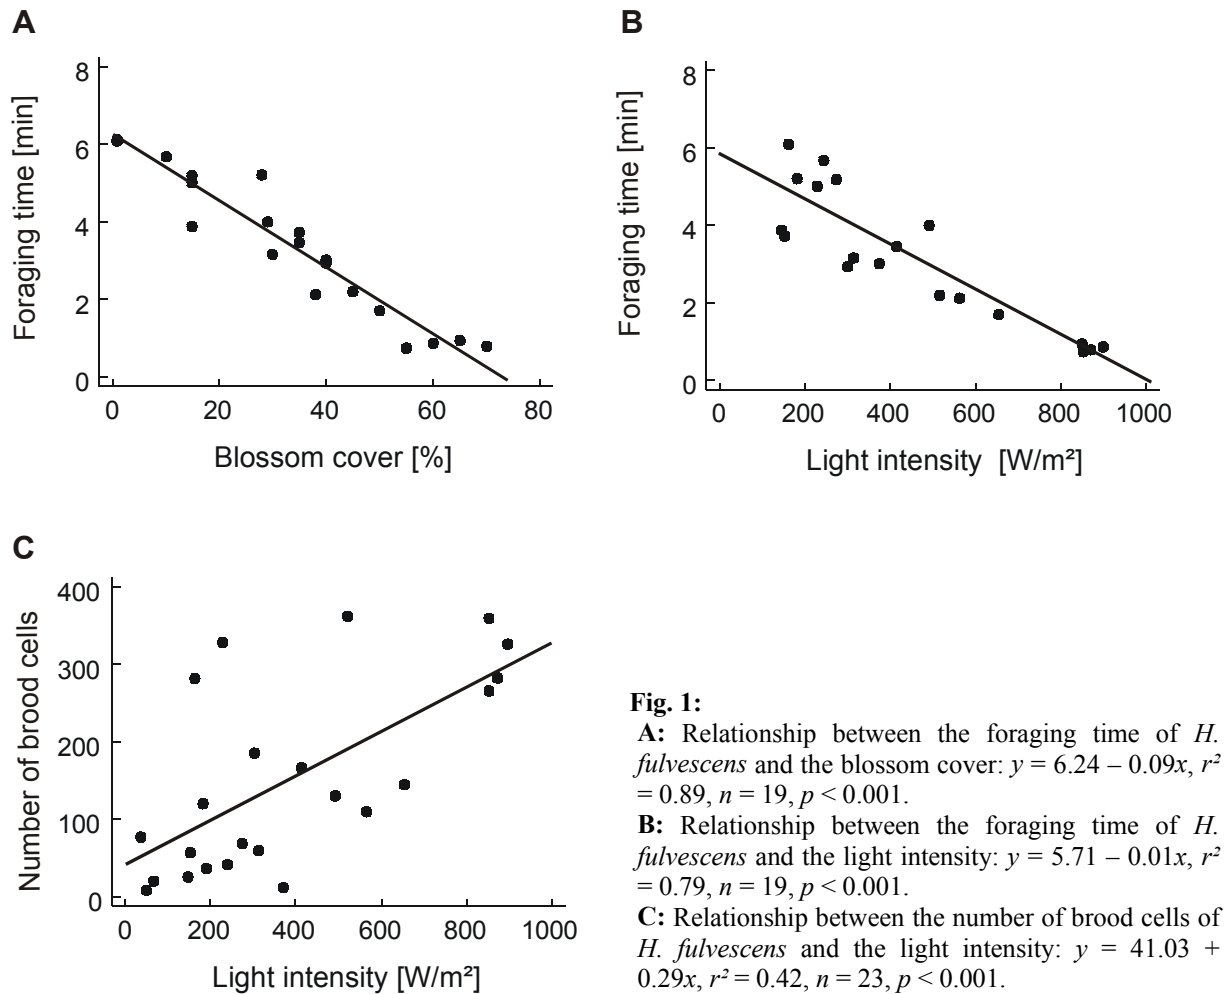 A
Foraging time [min]
8
6
4
2
0
0 20 40 60 80
Blossom cover [%]
B
Foraging time [min]
8
6
4
2
0
0 200 400 600 800 1000
Light intensity [W/m²]
C
Number of brood cells
400
300
200
100
0
0 200 400 600 800 1000
Light intensity [W/m²]
Fig. 1:
A: Relationship between the foraging time of H.
fulvescens and the blossom cover: y = 6.24 – 0.09x, r²
= 0.89, n = 19, p < 0.001.
B: Relationship between the foraging time of H.
fulvescens and the light intensity: y = 5.71 – 0.01x, r²
= 0.79, n = 19, p < 0.001.
C: Relationship between the number of brood cells of
H. fulvescens and the light intensity: y = 41.03 +
0.29x, r² = 0.42, n = 23, p < 0.001.